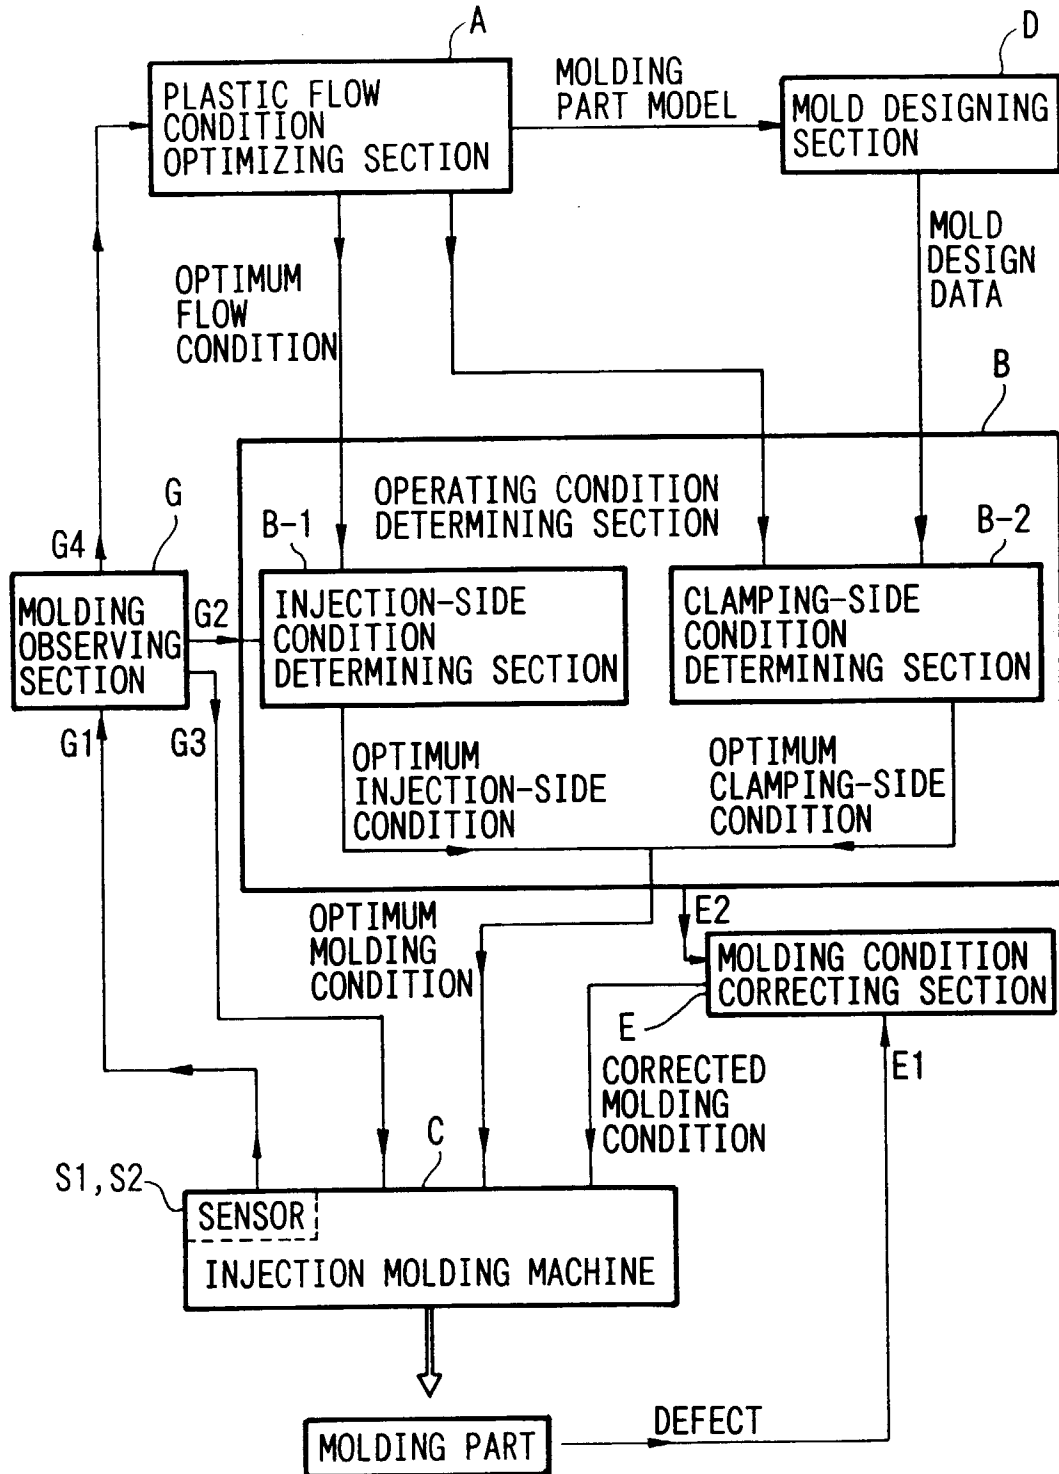 A
PLASTIC FLOW
CONDITION
OPTIMIZING SECTION
MOLDING
PART MODEL
D
MOLD DESIGNING
SECTION
OPTIMUM
FLOW
CONDITION
MOLD
DESIGN
DATA
B
OPERATING CONDITION
DETERMINING SECTION
G
G4
MOLDING
OBSERVING
SECTION
G2
G1
G3
B-1
INJECTION-SIDE
CONDITION
DETERMINING SECTION
B-2
CLAMPING-SIDE
CONDITION
DETERMINING SECTION
OPTIMUM
INJECTION-SIDE
CONDITION
OPTIMUM
CLAMPING-SIDE
CONDITION
OPTIMUM
MOLDING
CONDITION
E2
MOLDING CONDITION
CORRECTING SECTION
E
E1
CORRECTED
MOLDING
CONDITION
C
S1, S2
SENSOR
INJECTION MOLDING MACHINE
MOLDING PART
DEFECT